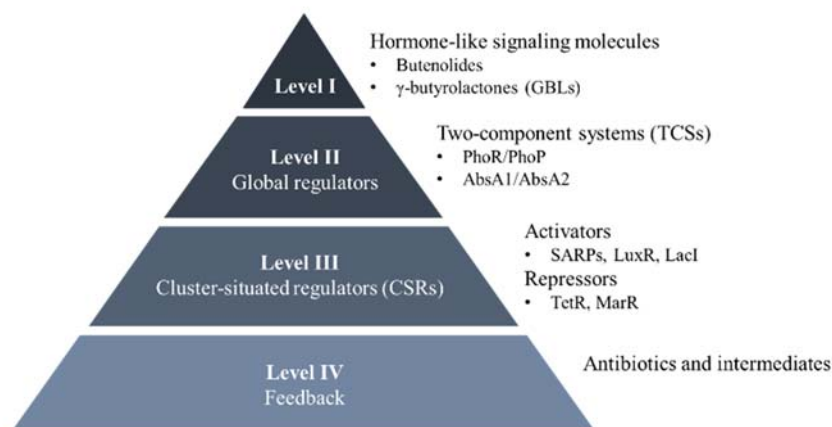 Hormone-like signaling molecules
• Butenolides
• γ-butyrolactones (GBLs)
Level I
Two-component systems (TCSs)
• PhoR/PhoP
• AbsA1/AbsA2
Level II
Global regulators
Activators
• SARPs, LuxR, LacI
Repressors
• TetR, MarR
Level III
Cluster-situated regulators (CSRs)
Antibiotics and intermediates
Level IV
Feedback